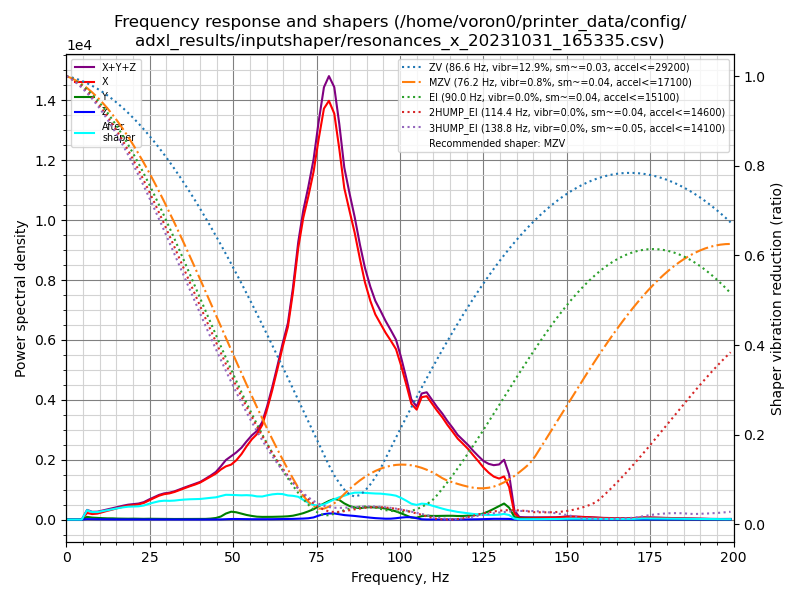 Frequency response and shapers (/home/voron0/printer_data/config/
adxl_results/inputshaper/resonances_x_20231031_165335.csv)
1e4
X+Y+Z
X
Y
Z
After
shaper
ZV (86.6 Hz, vibr=12.9%, sm~=0.03, accel<=29200)
MZV (76.2 Hz, vibr=0.8%, sm~=0.04, accel<=17100)
EI (90.0 Hz, vibr=0.0%, sm~=0.04, accel<=15100)
2HUMP_EI (114.4 Hz, vibr=0.0%, sm~=0.04, accel<=14600)
3HUMP_EI (138.8 Hz, vibr=0.0%, sm~=0.05, accel<=14100)
Recommended shaper: MZV
Power spectral density
1.4
1.2
1.0
0.8
0.6
0.4
0.2
0.0
1.0
0.8
0.6
0.4
0.2
0.0
Shaper vibration reduction (ratio)
0 25 50 75 100 125 150 175 200
Frequency, Hz